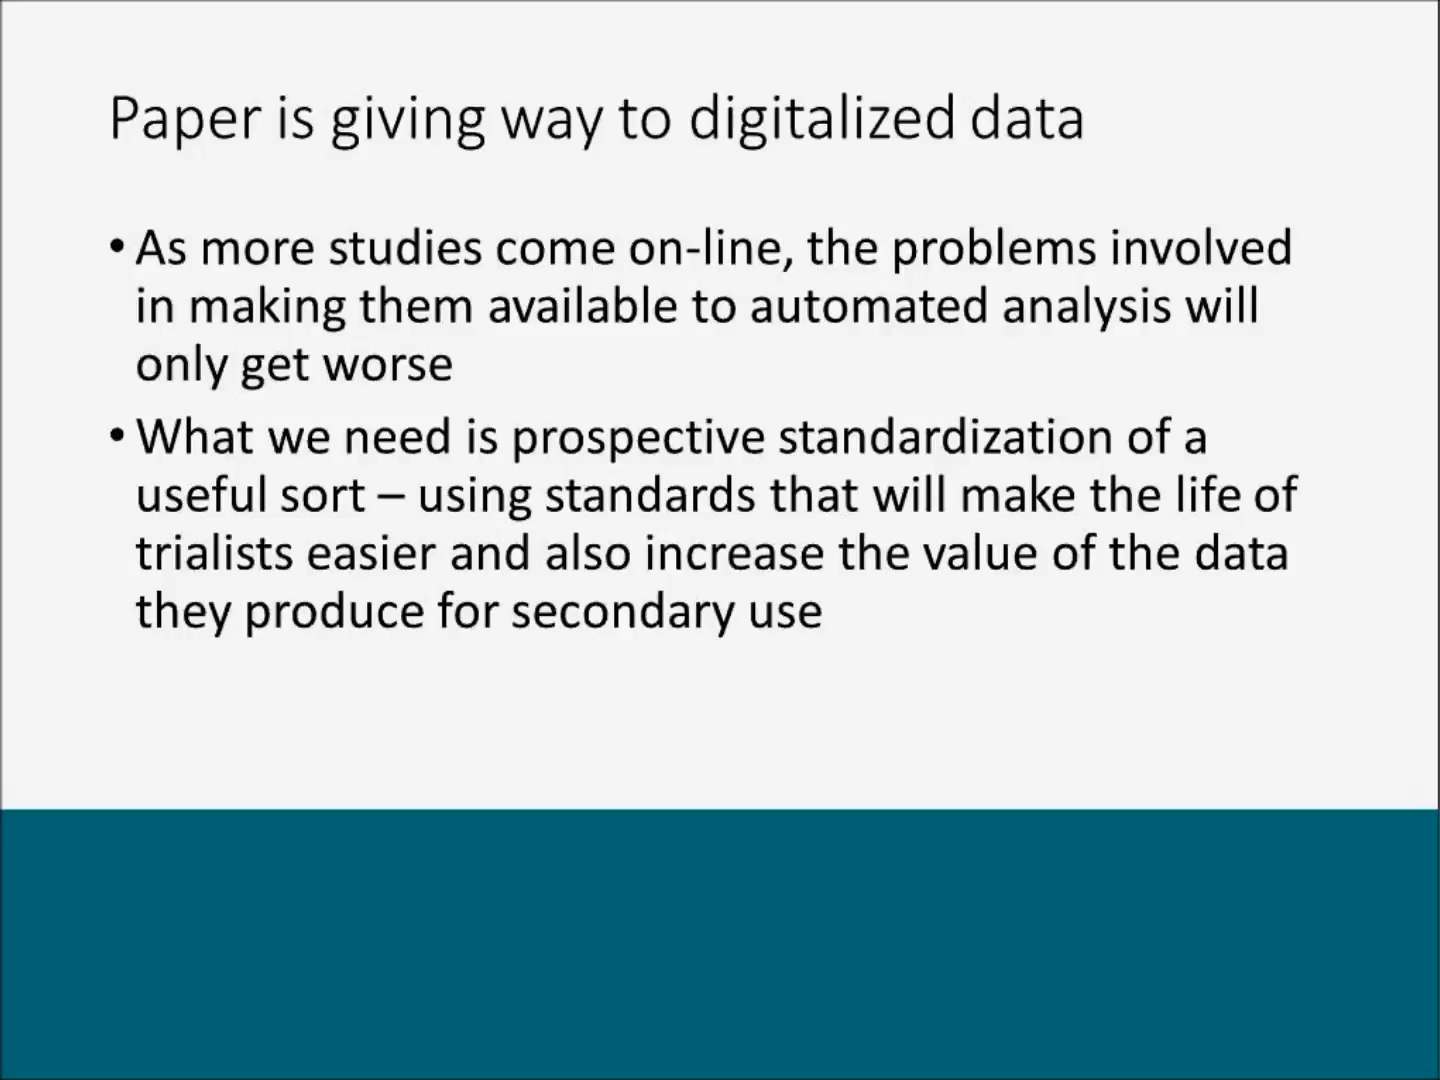 Paper is giving way to digitalized data
• As more studies come on-line, the problems involved
in making them available to automated analysis will
only get worse
• What we need is prospective standardization of a
useful sort – using standards that will make the life of
trialists easier and also increase the value of the data
they produce for secondary use